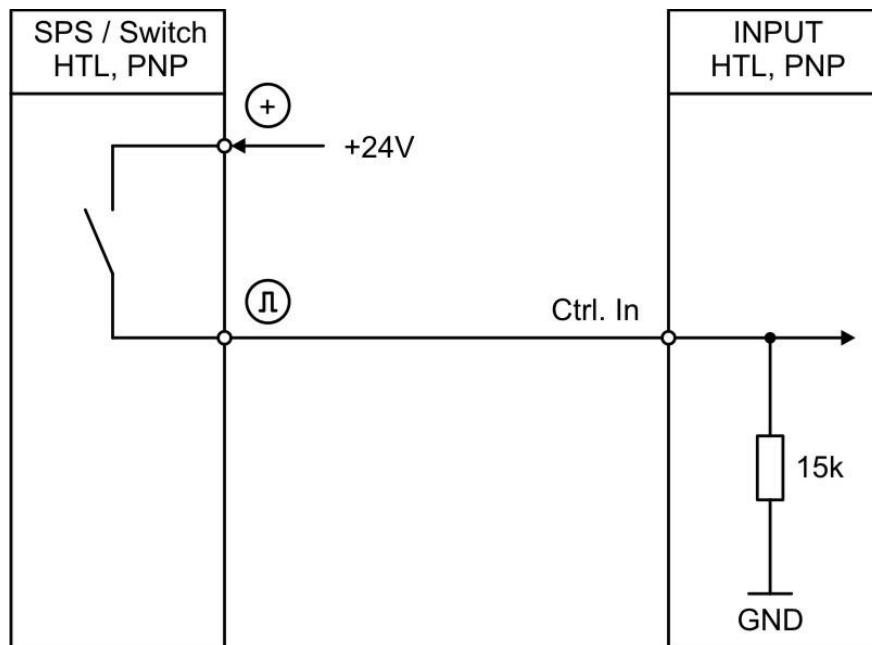 SPS / Switch
HTL, PNP
INPUT
HTL, PNP
+
+24V
Ctrl. In
15k
GND